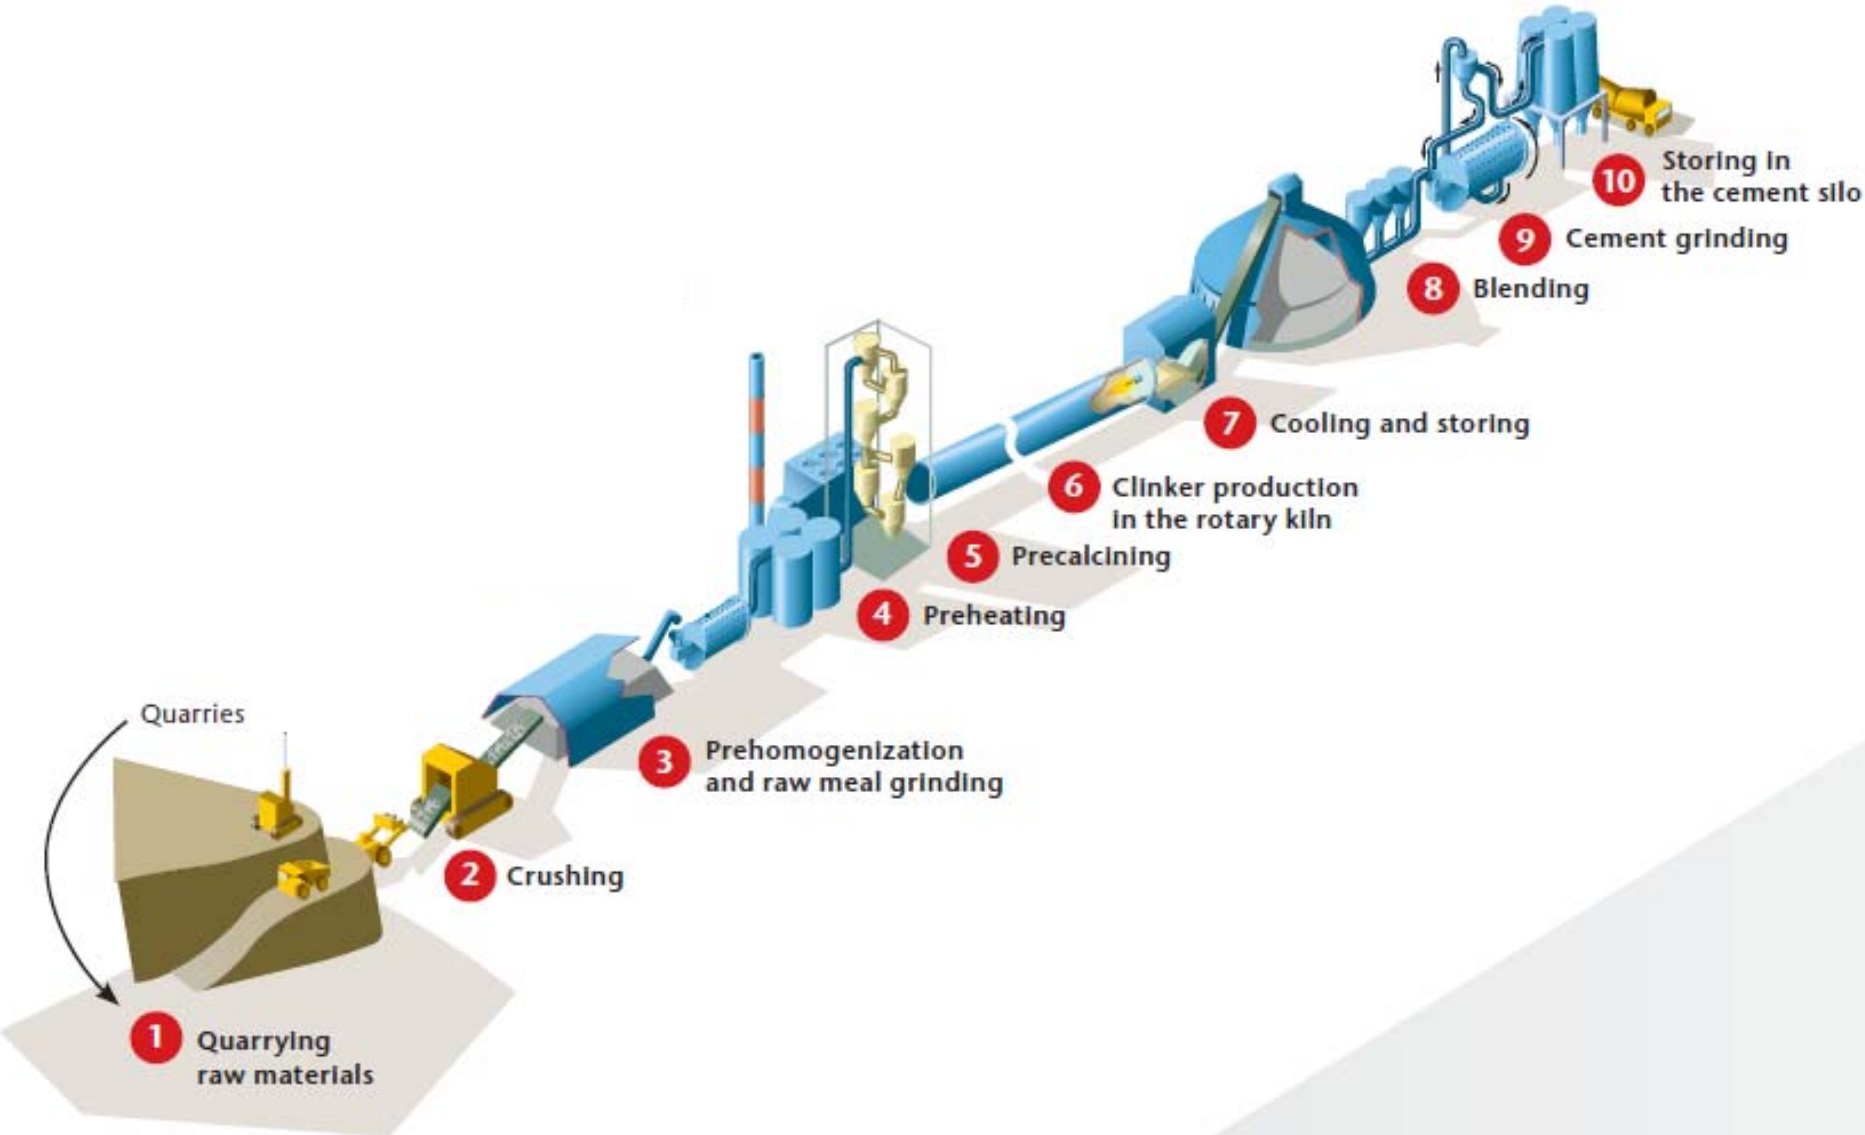 Quarries
1
Quarrying
raw materials
2
Crushing
3
Prehomogenization
and raw meal grinding
4
Preheating
5
Precalcining
6
Clinker production
in the rotary kiln
7
Cooling and storing
8
Blending
9
Cement grinding
10
Storing in
the cement silo